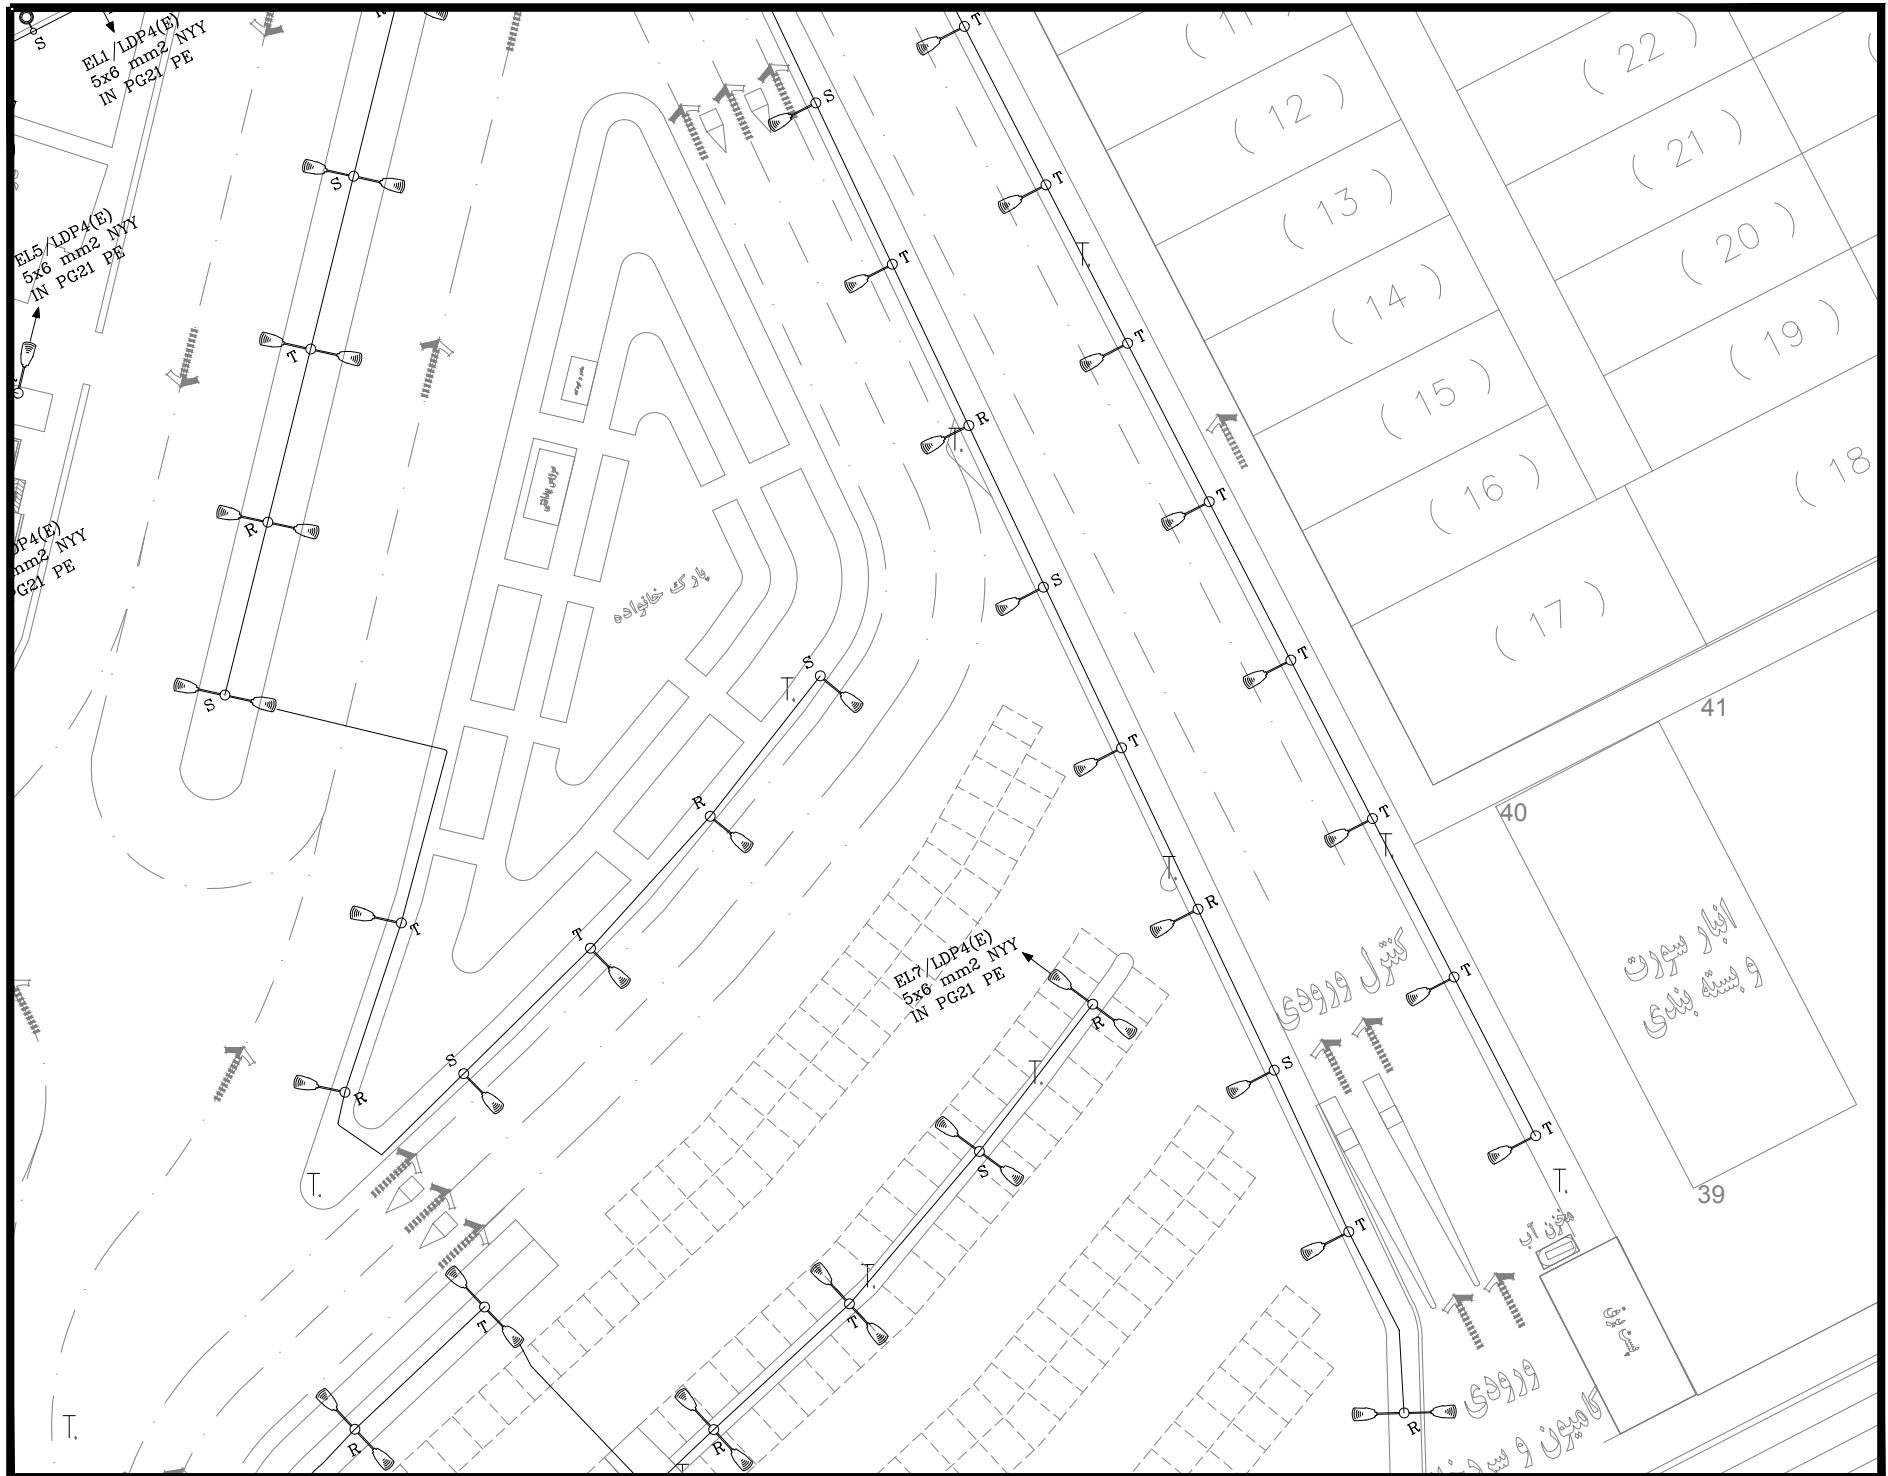 R
S
EL1/LDP4(E)
5x6 mm2 NYY
IN PG21 PE
T
( 22 )
( 12 )
S
( 21 )
S
T
( 13 )
EL5/LDP4(E)
5x6 mm2 NYY
IN PG21 PE
T.
T
( 20 )
( 14 )
T
T
( 19 )
( 15 )
R
T.
( 18
( 16 )
T
R
DP4(E)
mm2 NYY
G21 PE
پارک خانواده
S
( 17 )
T
S
T.
S
41
T
R
40
T
T.
T.
R
T
T
انبار سورت
و بسته بندی
کنترل ورودی
EL7/LDP4(E)
5x6 mm2 NYY
IN PG21 PE
T
R
S
S
T.
R
T
S
T.
T.
39
مخزن آب
T
T.
T
T
پست برق
ورودی
کامیون و سرد
T.
R
R
R